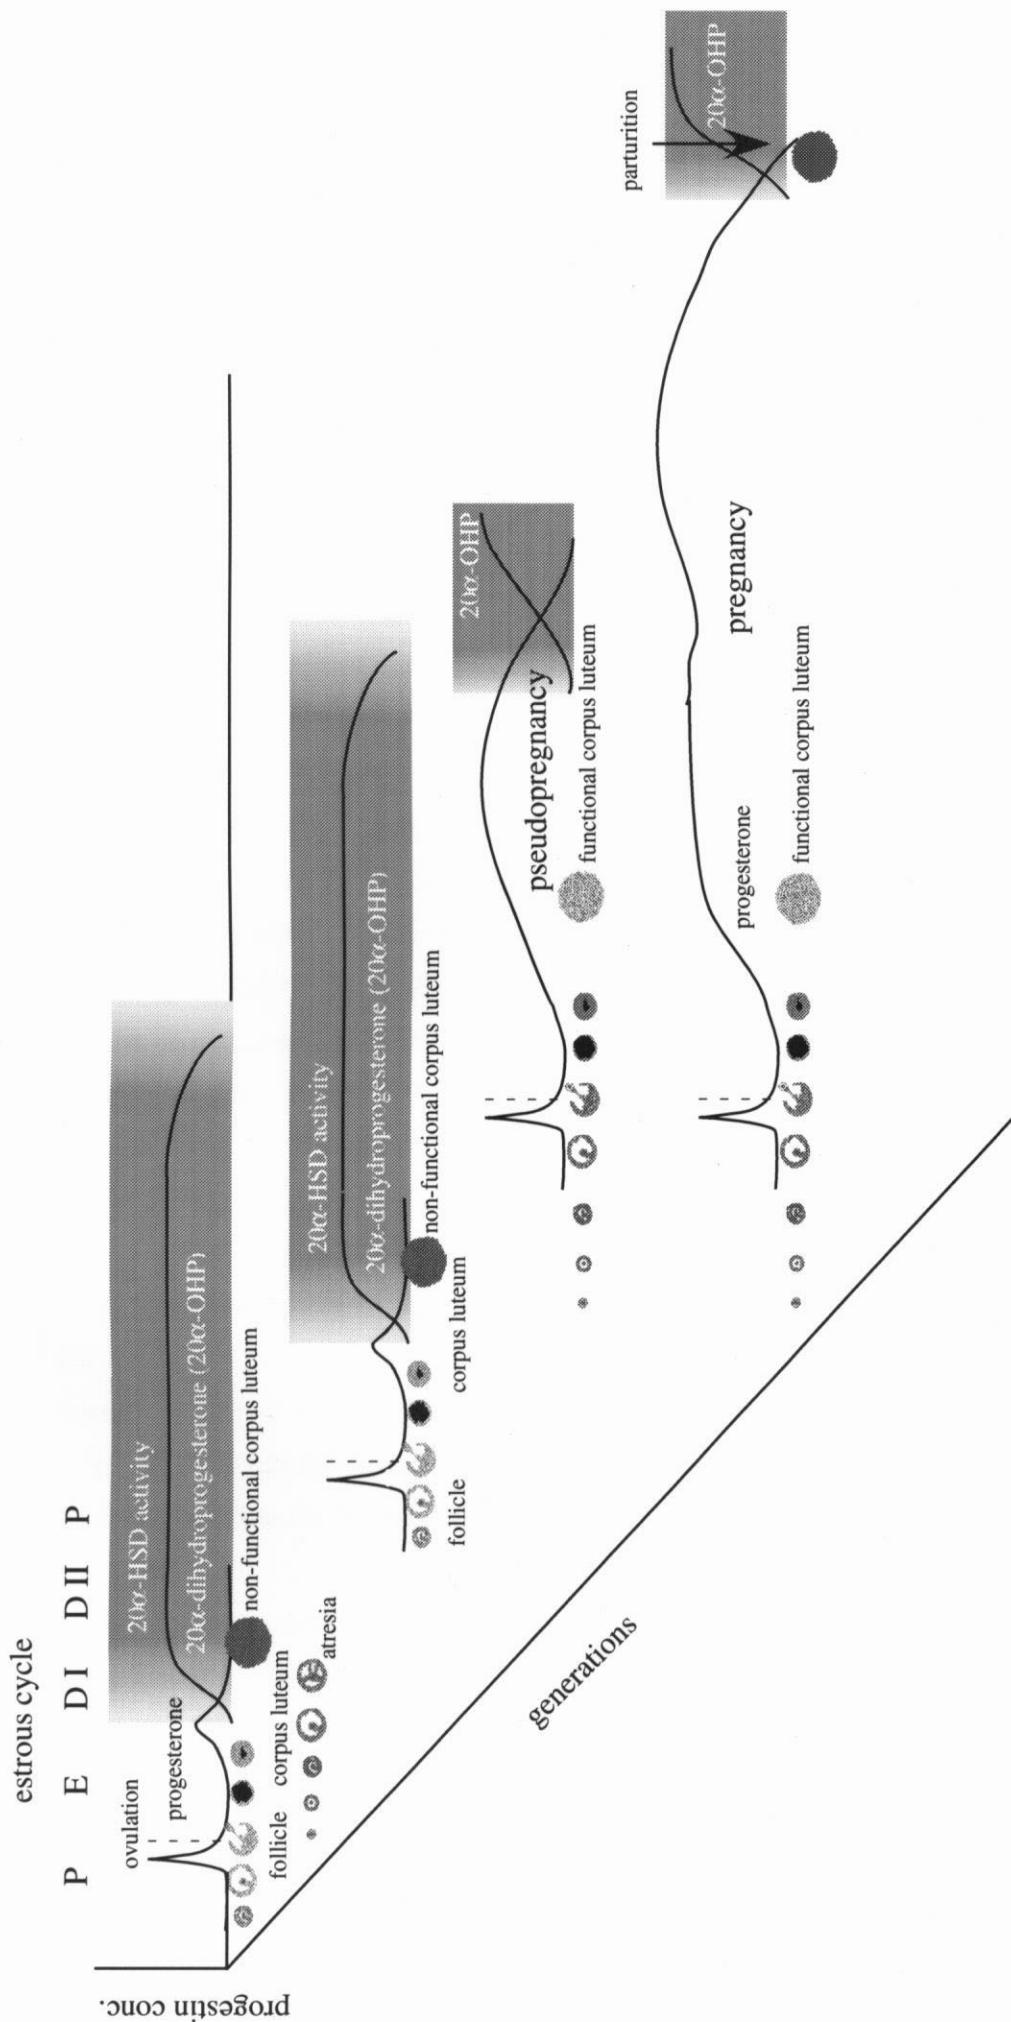 estrous cycle
P E DI DII P
progestin conc.
ovulation
progesterone
20α-HSD activity
20α-dihydroprogesterone (20α-OHP)
non-functional corpus luteum
follicle corpus luteum
atresia
20α-HSD activity
20α-dihydroprogesterone (20α-OHP)
non-functional corpus luteum
follicle
corpus luteum
20α-OHP
pseudopregnancy
functional corpus luteum
parturition
20α-OHP
pregnancy
progesterone
functional corpus luteum
generations